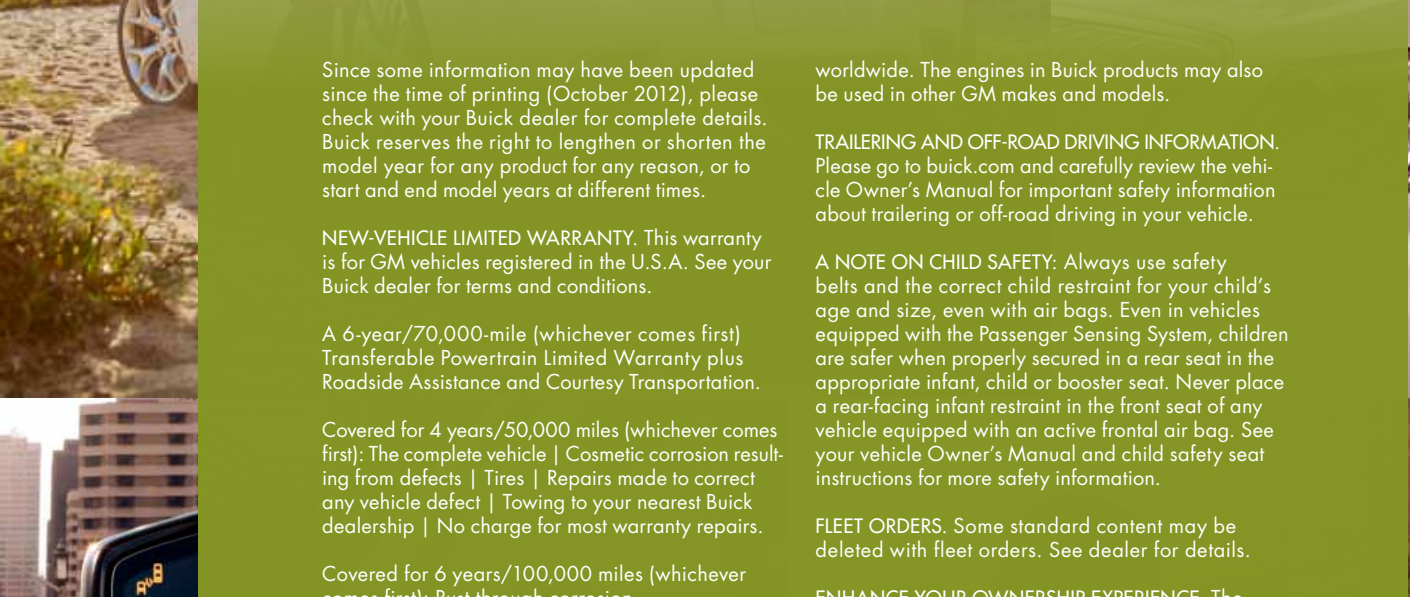 Since some information may have been updated
since the time of printing (October 2012), please
check with your Buick dealer for complete details.
Buick reserves the right to lengthen or shorten the
model year for any product for any reason, or to
start and end model years at different times.
NEW-VEHICLE LIMITED WARRANTY. This warranty
is for GM vehicles registered in the U.S.A. See your
Buick dealer for terms and conditions.
A 6-year/70,000-mile (whichever comes first)
Transferable Powertrain Limited Warranty plus
Roadside Assistance and Courtesy Transportation.
Covered for 4 years/50,000 miles (whichever comes
first): The complete vehicle | Cosmetic corrosion result-
ing from defects | Tires | Repairs made to correct
any vehicle defect | Towing to your nearest Buick
dealership | No charge for most warranty repairs.
Covered for 6 years/100,000 miles (whichever
comes first): Rust-through corrosion.
worldwide. The engines in Buick products may also
be used in other GM makes and models.
TRAILERING AND OFF-ROAD DRIVING INFORMATION.
Please go to buick.com and carefully review the vehi-
cle Owner’s Manual for important safety information
about trailering or off-road driving in your vehicle.
A NOTE ON CHILD SAFETY: Always use safety
belts and the correct child restraint for your child’s
age and size, even with air bags. Even in vehicles
equipped with the Passenger Sensing System, children
are safer when properly secured in a rear seat in the
appropriate infant, child or booster seat. Never place
a rear-facing infant restraint in the front seat of any
vehicle equipped with an active frontal air bag. See
your vehicle Owner’s Manual and child safety seat
instructions for more safety information.
FLEET ORDERS. Some standard content may be
deleted with fleet orders. See dealer for details.
ENHANCE YOUR OWNERSHIP EXPERIENCE. The